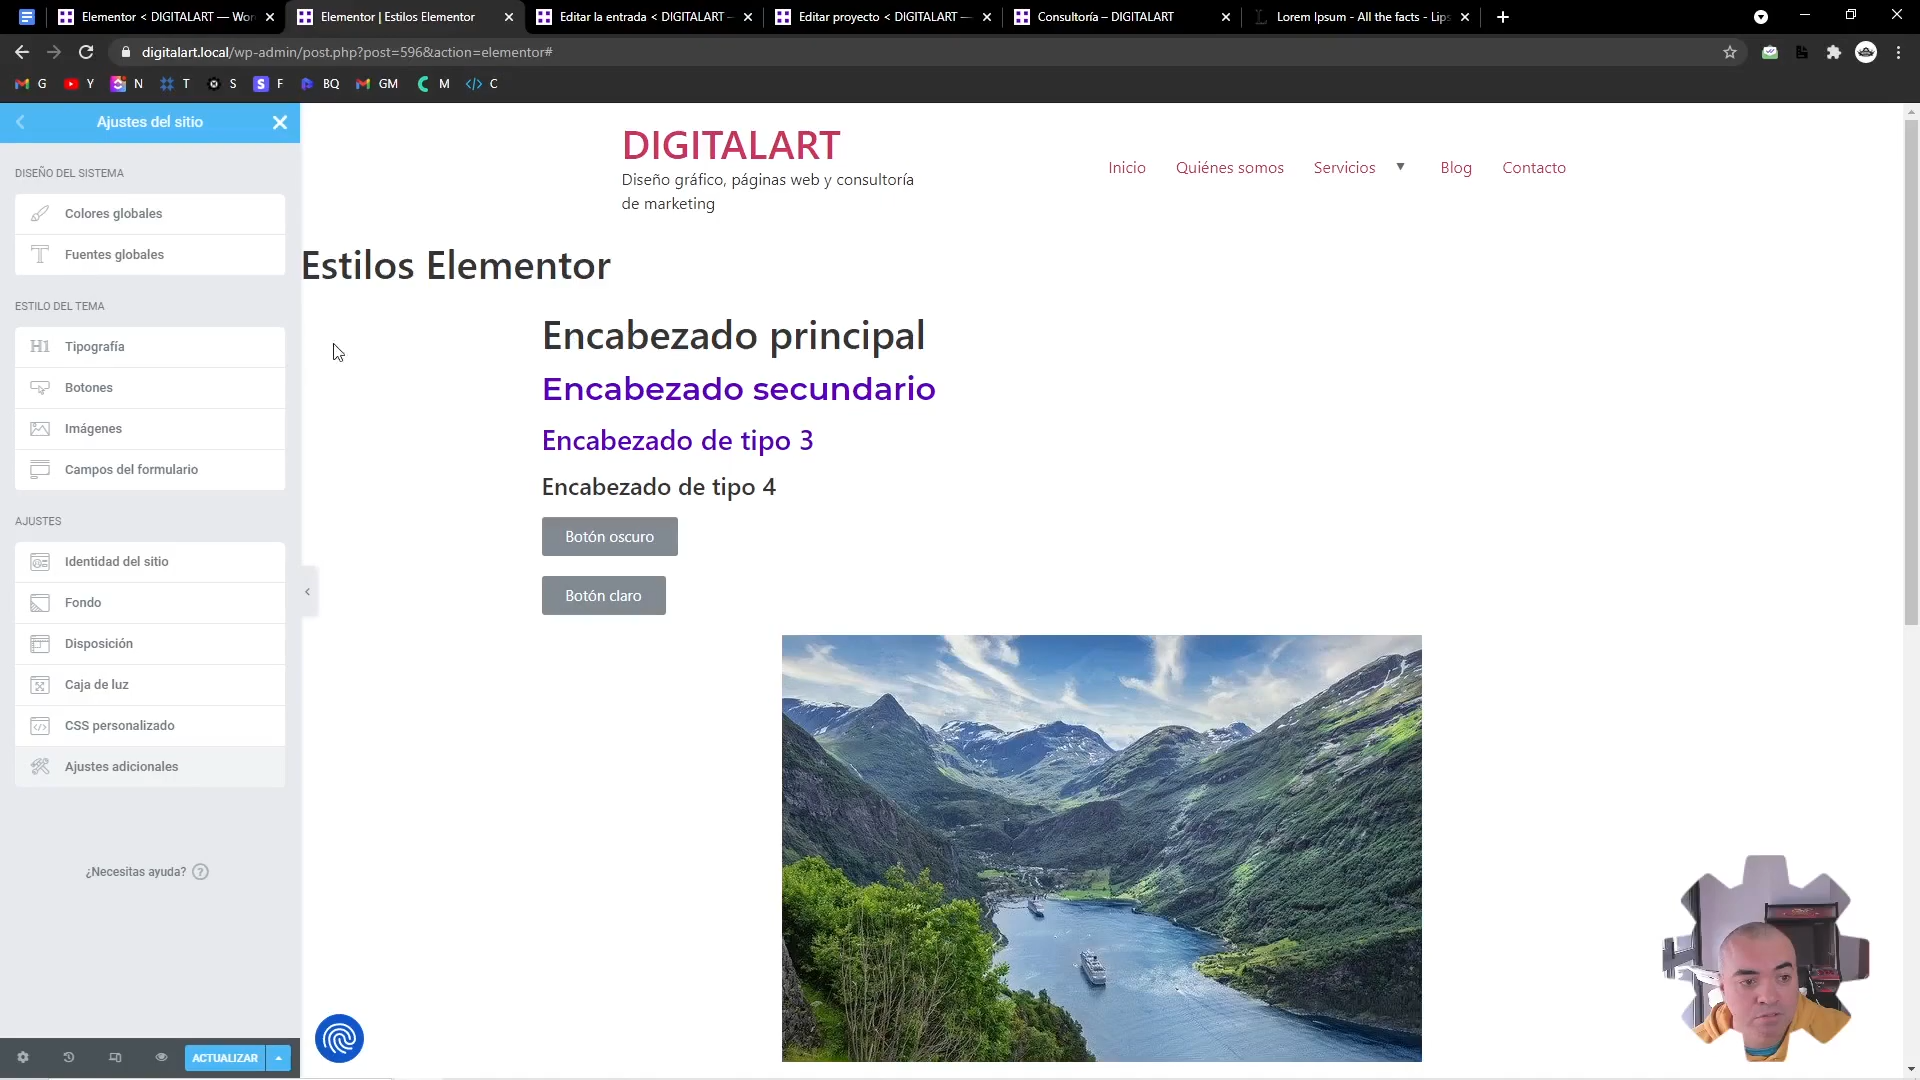 Elementor < DIGITALART — Wor
Elementor | Estilos Elementor
Editar la entrada < DIGITALART –
Editar proyecto < DIGITALART —
Consultoría – DIGITALART
Lorem Ipsum - All the facts - Lips
digitalart.local/wp-admin/post.php?post=596&action=elementor#
G
Y
N
T
S
F
BQ
GM
M
C
Ajustes del sitio
DISEÑO DEL SISTEMA
Colores globales
Fuentes globales
ESTILO DEL TEMA
H1 Tipografía
Botones
Imágenes
Campos del formulario
AJUSTES
Identidad del sitio
Fondo
Disposición
Caja de luz
CSS personalizado
Ajustes adicionales
¿Necesitas ayuda? ?
ACTUALIZAR
DIGITALART
Diseño gráfico, páginas web y consultoría
de marketing
Inicio
Quiénes somos
Servicios
Blog
Contacto
Estilos Elementor
Encabezado principal
Encabezado secundario
Encabezado de tipo 3
Encabezado de tipo 4
Botón oscuro
Botón claro